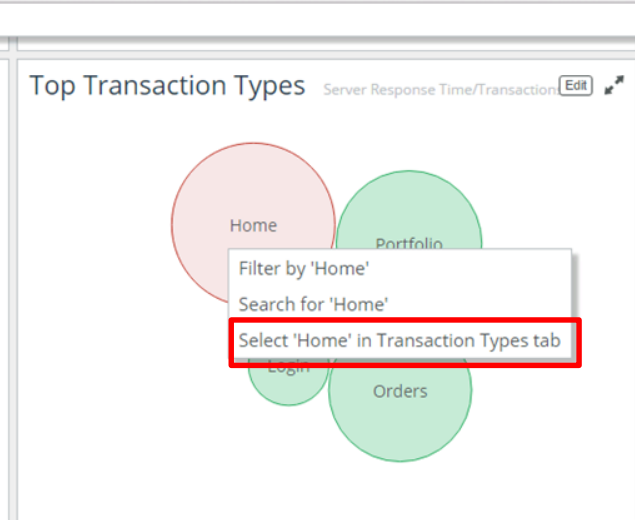 Top Transaction Types Server Response Time/Transaction Edit
Home
Portfolio
Filter by 'Home'
Search for 'Home'
Select 'Home' in Transaction Types tab
Login
Orders